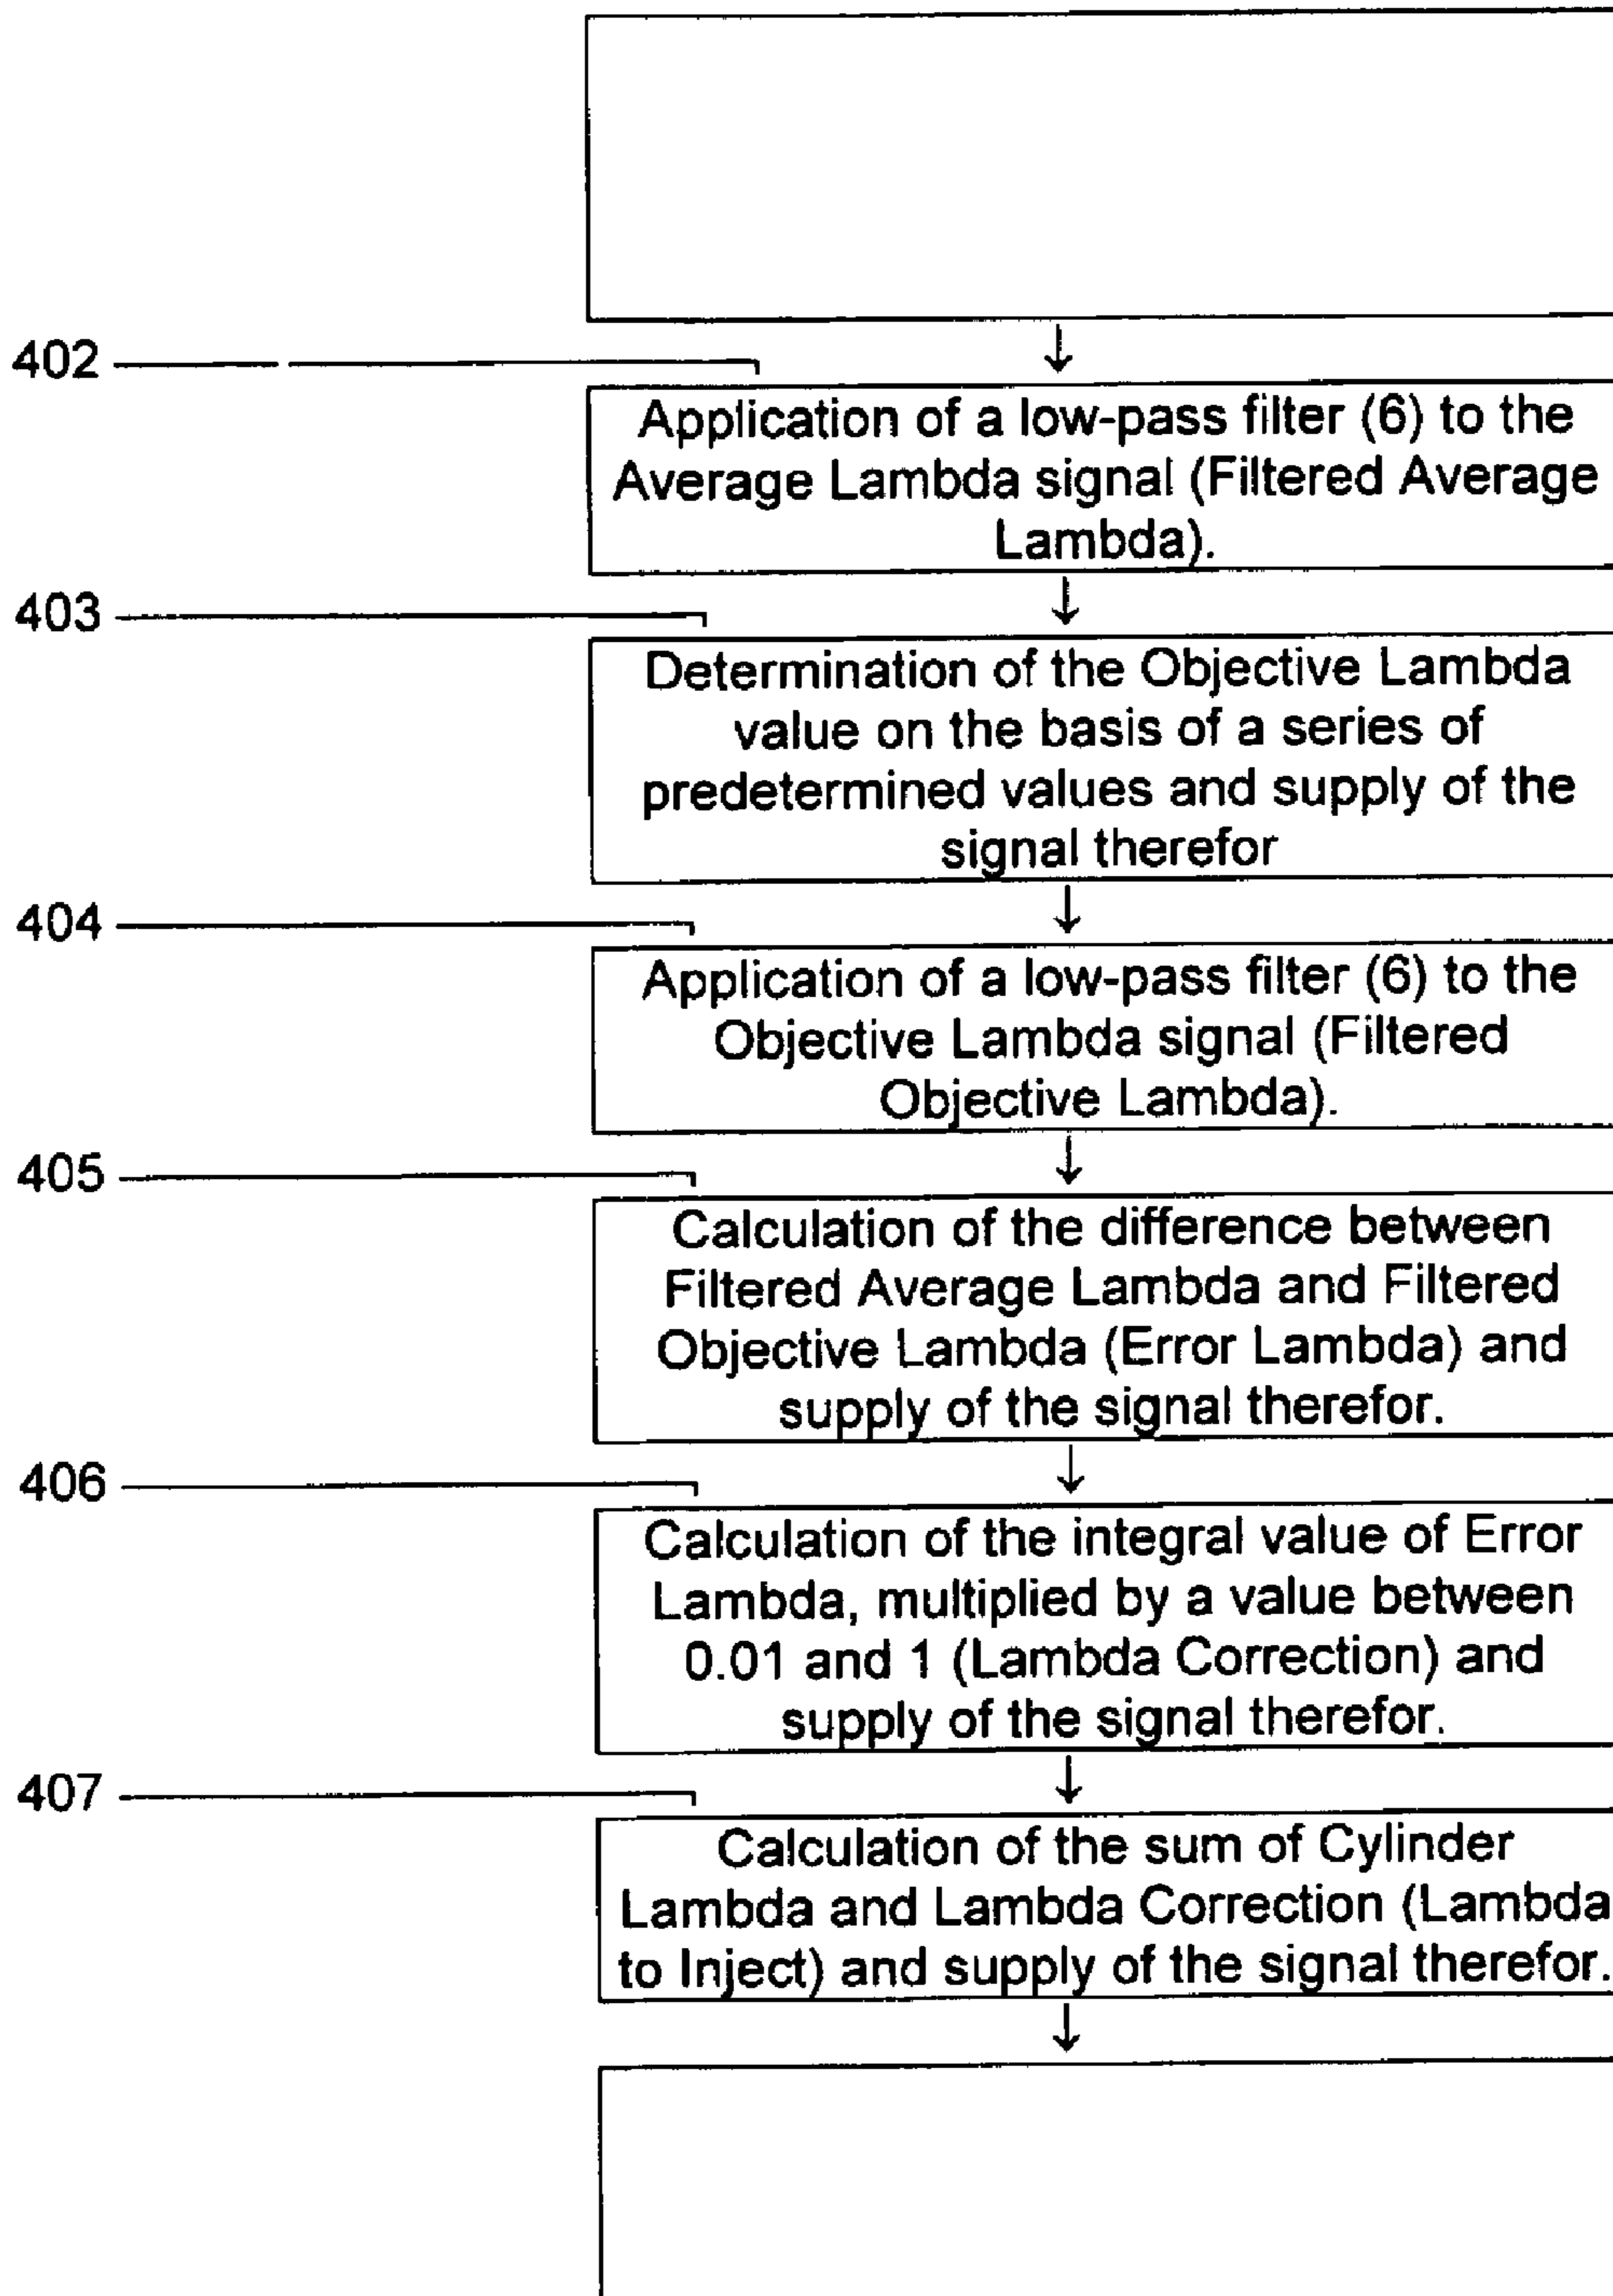 402
Application of a low-pass filter (6) to the
Average Lambda signal (Filtered Average
Lambda).
403
Determination of the Objective Lambda
value on the basis of a series of
predetermined values and supply of the
signal therefor
404
Application of a low-pass filter (6) to the
Objective Lambda signal (Filtered
Objective Lambda).
405
Calculation of the difference between
Filtered Average Lambda and Filtered
Objective Lambda (Error Lambda) and
supply of the signal therefor.
406
Calculation of the integral value of Error
Lambda, multiplied by a value between
0.01 and 1 (Lambda Correction) and
supply of the signal therefor.
407
Calculation of the sum of Cylinder
Lambda and Lambda Correction (Lambda
to Inject) and supply of the signal therefor.